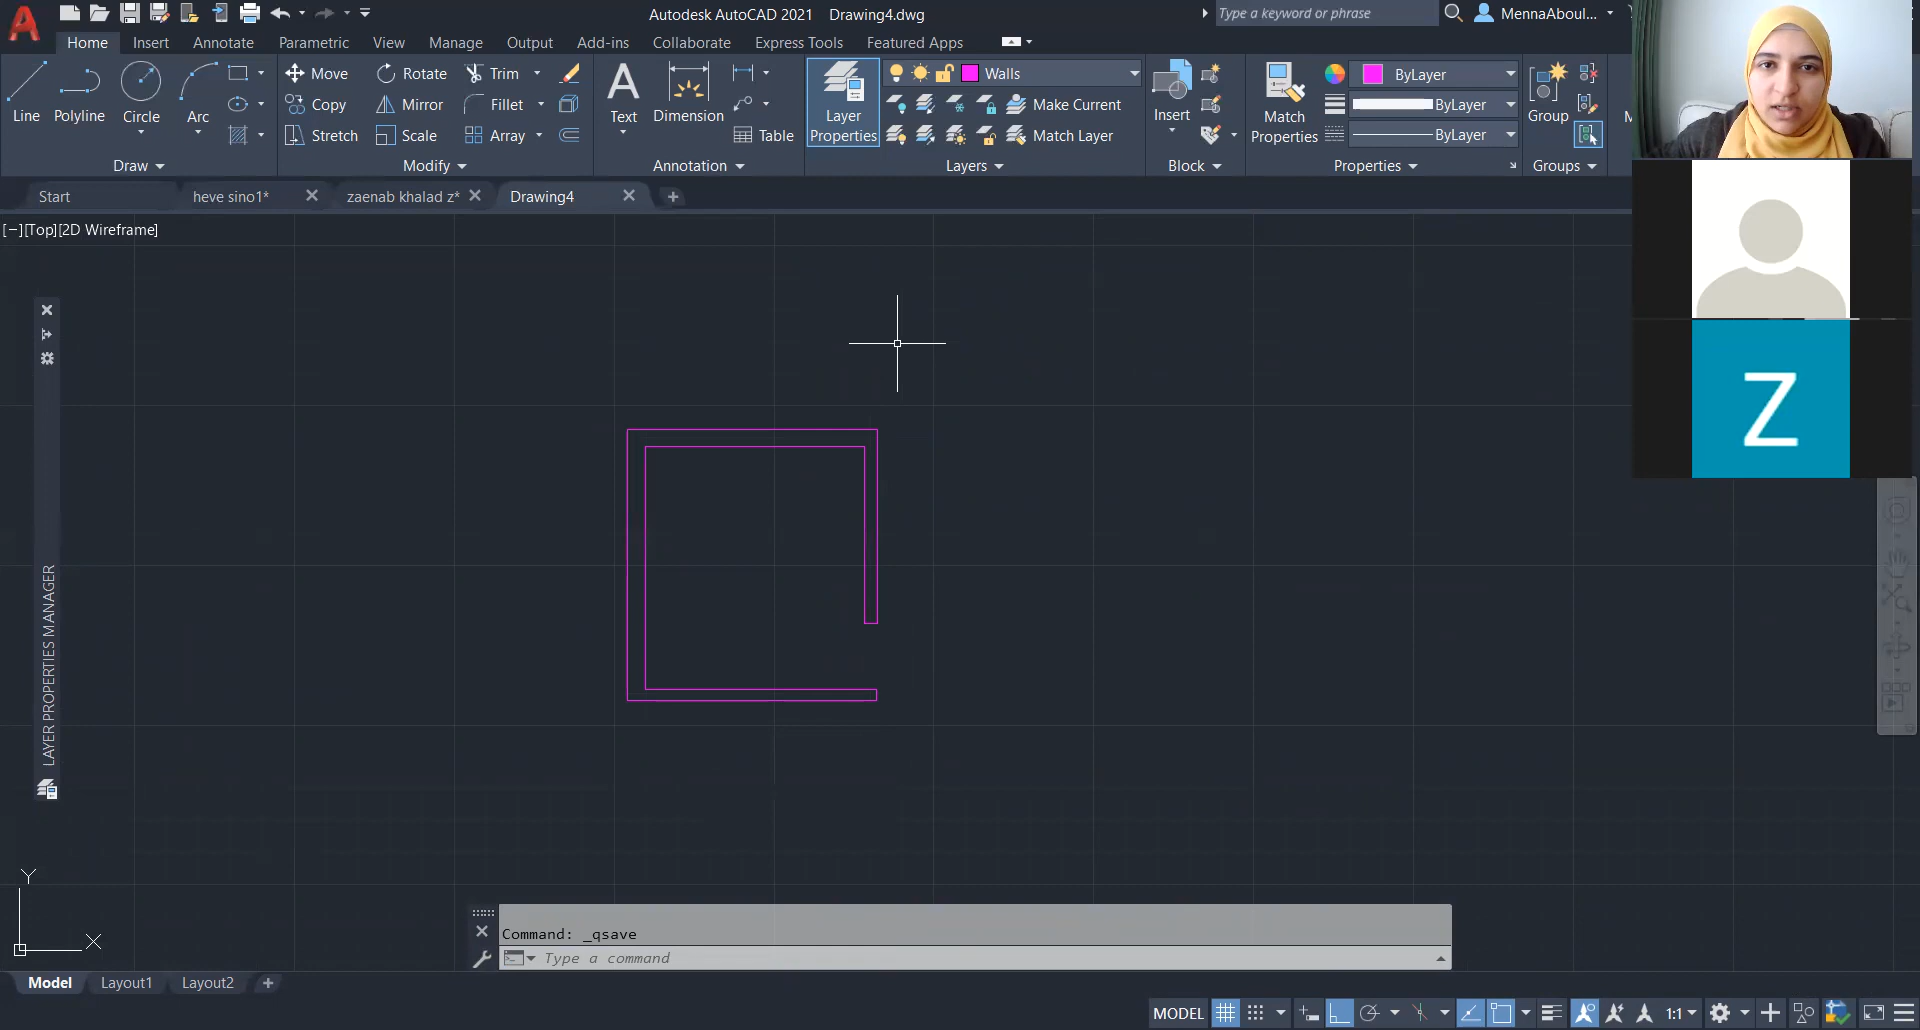 Autodesk AutoCAD 2021 Drawing4.dwg
Type a keyword or phrase
MennaAboul...
Home Insert Annotate Parametric View Manage Output Add-ins Collaborate Express Tools Featured Apps
Line
Polyline
Circle
Arc
Draw
Move Rotate Trim
Copy Mirror Fillet
Stretch Scale Array
Modify
Text
Dimension
Table
Annotation
Layer
Properties
Walls
Make Current
Match Layer
Layers
Insert
Block
Match
Properties
ByLayer
ByLayer
ByLayer
Properties
Group
Groups
Start heve sino1* zaenab khalad z* Drawing4
[−][Top][2D Wireframe]
Z
LAYER PROPERTIES MANAGER
Y
X
Command: _qsave
Type a command
Model Layout1 Layout2
MODEL
1:1